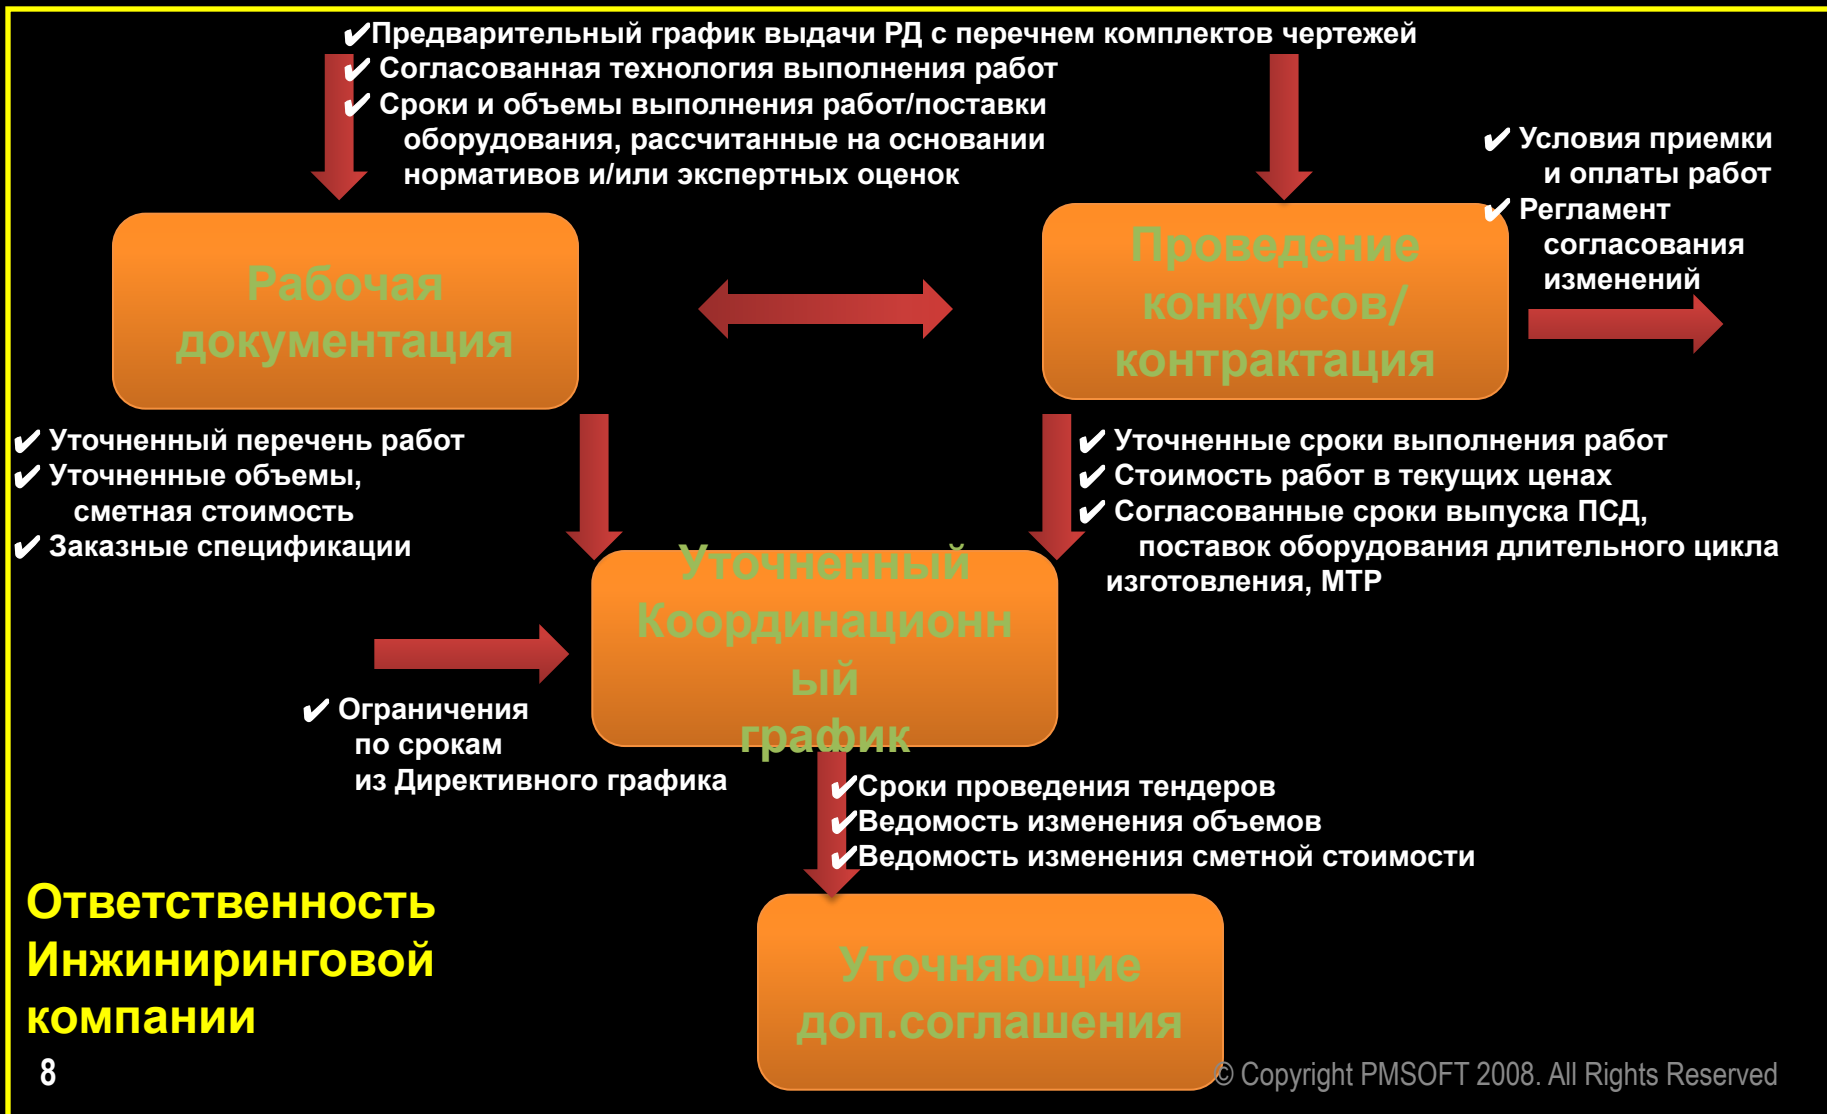 ✔Предварительный график выдачи РД с перечнем комплектов чертежей
✔ Согласованная технология выполнения работ
✔ Сроки и объемы выполнения работ/поставки
оборудования, рассчитанные на основании
нормативов и/или экспертных оценок
✔ Условия приемки
и оплаты работ
✔ Регламент
согласования
изменений
Рабочая
документация
Проведение
конкурсов/
контрактация
✔ Уточненный перечень работ
✔ Уточненные объемы,
сметная стоимость
✔ Заказные спецификации
✔ Уточненные сроки выполнения работ
✔ Стоимость работ в текущих ценах
✔ Согласованные сроки выпуска ПСД,
поставок оборудования длительного цикла
изготовления, МТР
Уточненный
Координационн
ый
график
✔ Ограничения
по срокам
из Директивного графика
✔Сроки проведения тендеров
✔Ведомость изменения объемов
✔Ведомость изменения сметной стоимости
Ответственность
Инжиниринговой
компании
Уточняющие
доп.соглашения
8
© Copyright PMSOFT 2008. All Rights Reserved